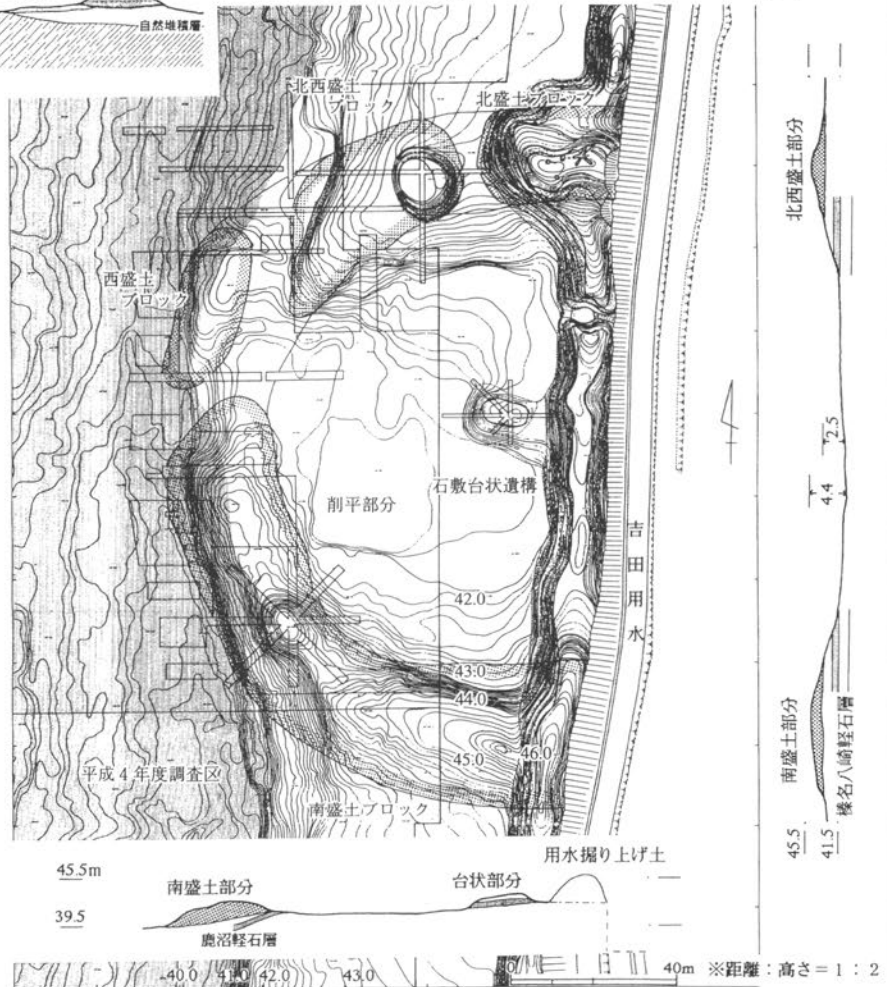 自然堆積層
北西盛土
ブロック
北盛土ブロック
西盛土
ブロック
削平部分
石敷台状遺構
吉田用水
42.0
43.0
44.0
45.0
46.0
平成4年度調査区
南盛土ブロック
北西盛土部分
2.5
4.4
南盛土部分
榛名八崎軽石層
45.5
41.5
用水掘り上げ土
45.5m
南盛土部分
台状部分
39.5
鹿沼軽石層
40.0 41.0 42.0 43.0
0 40m ※距離：高さ＝1：2